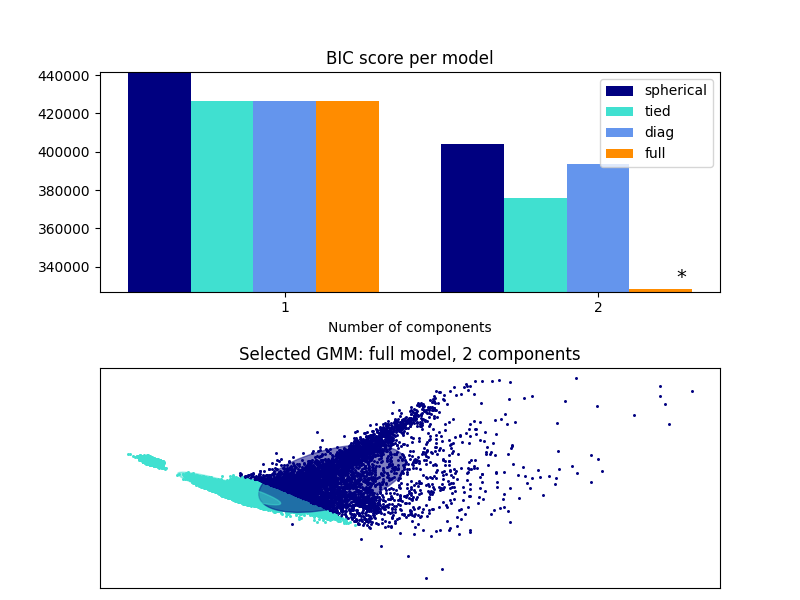 BIC score per model
440000
420000
400000
380000
360000
340000
spherical
tied
diag
full
*
1
2
Number of components
Selected GMM: full model, 2 components